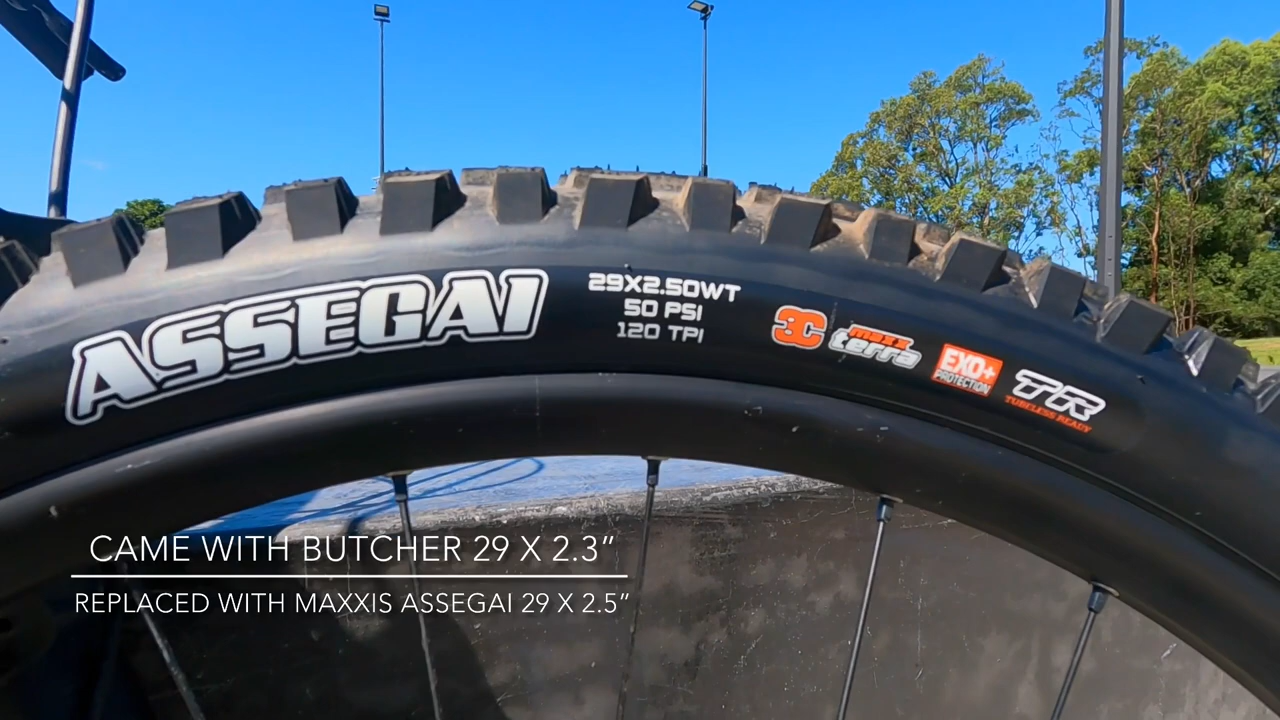 ASSEGAI
29X2.50WT
50 PSI
120 TPI
3C
maxx
terra
EXO+
PROTECTION
TR
TUBELESS READY
CAME WITH BUTCHER 29 X 2.3"
REPLACED WITH MAXXIS ASSEGAI 29 X 2.5"